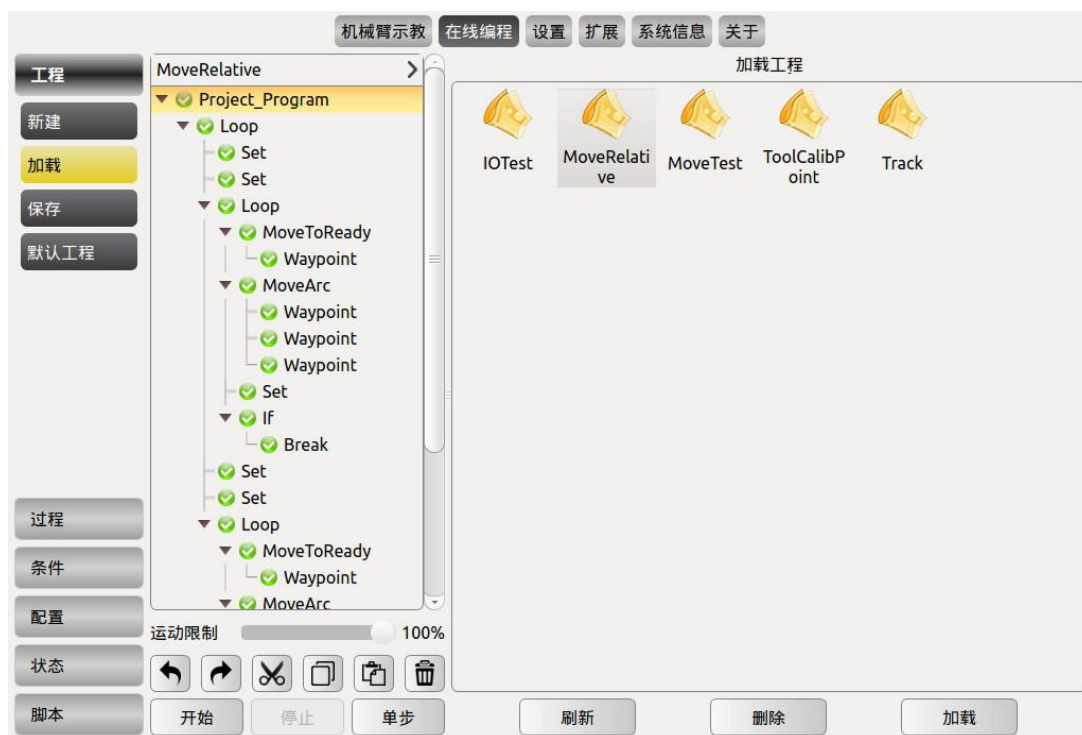 机械臂示教 在线编程 设置 扩展 系统信息 关于
工程
新建
加载
保存
默认工程
过程
条件
配置
状态
脚本
MoveRelative
Project_Program
Loop
Set
Set
Loop
MoveToReady
Waypoint
MoveArc
Waypoint
Waypoint
Waypoint
Set
If
Break
Set
Set
Loop
MoveToReady
Waypoint
MoveArc
运动限制 100%
开始 停止 单步
加载工程
IOTest
MoveRelati
ve
MoveTest
ToolCalibP
oint
Track
刷新 删除 加载